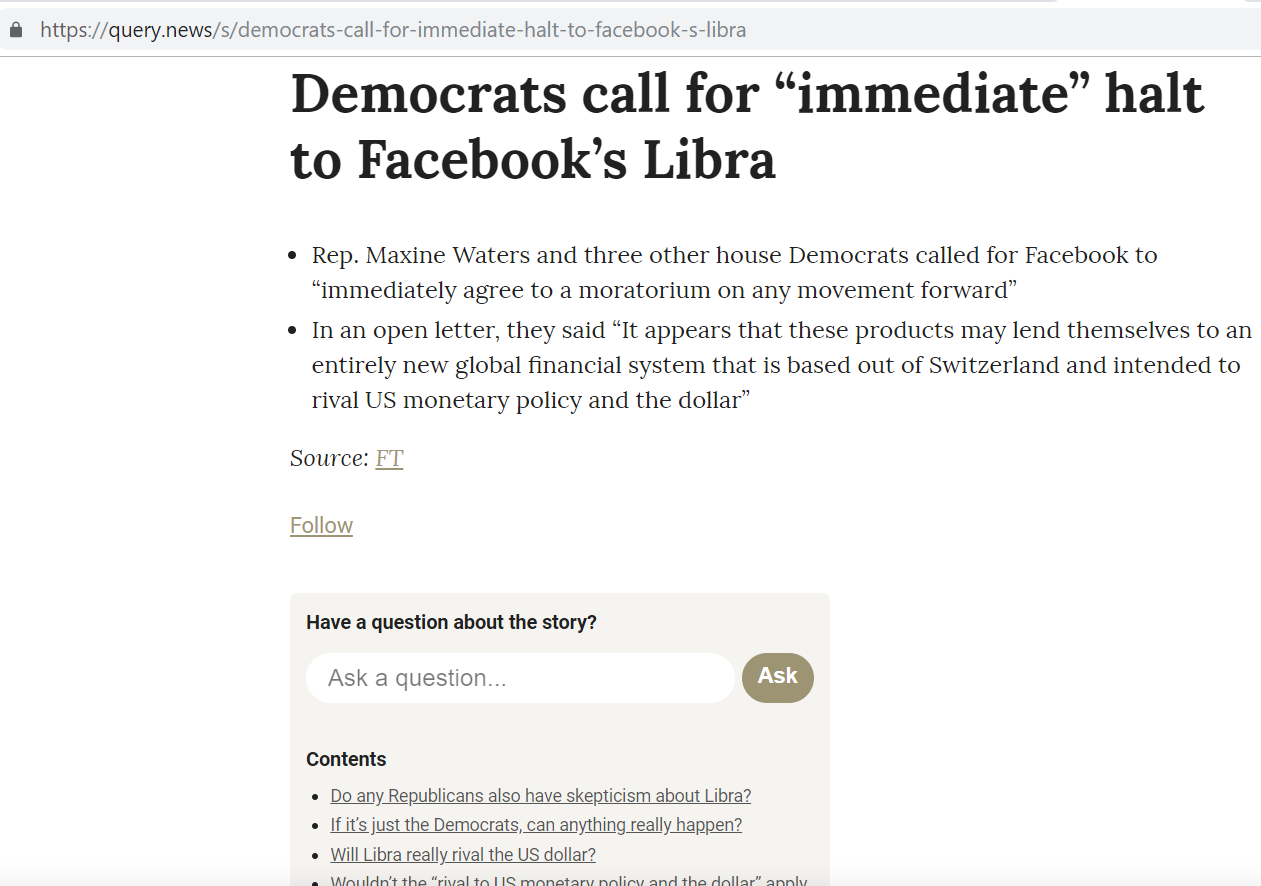 https://query.news/s/democrats-call-for-immediate-halt-to-facebook-s-libra
Democrats call for “immediate” halt
to Facebook’s Libra
Rep. Maxine Waters and three other house Democrats called for Facebook to
“immediately agree to a moratorium on any movement forward”
In an open letter, they said “It appears that these products may lend themselves to an
entirely new global financial system that is based out of Switzerland and intended to
rival US monetary policy and the dollar”
Source: FT
Follow
Have a question about the story?
Ask a question...
Ask
Contents
Do any Republicans also have skepticism about Libra?
If it’s just the Democrats, can anything really happen?
Will Libra really rival the US dollar?
Wouldn’t the “rival to US monetary policy and the dollar” apply